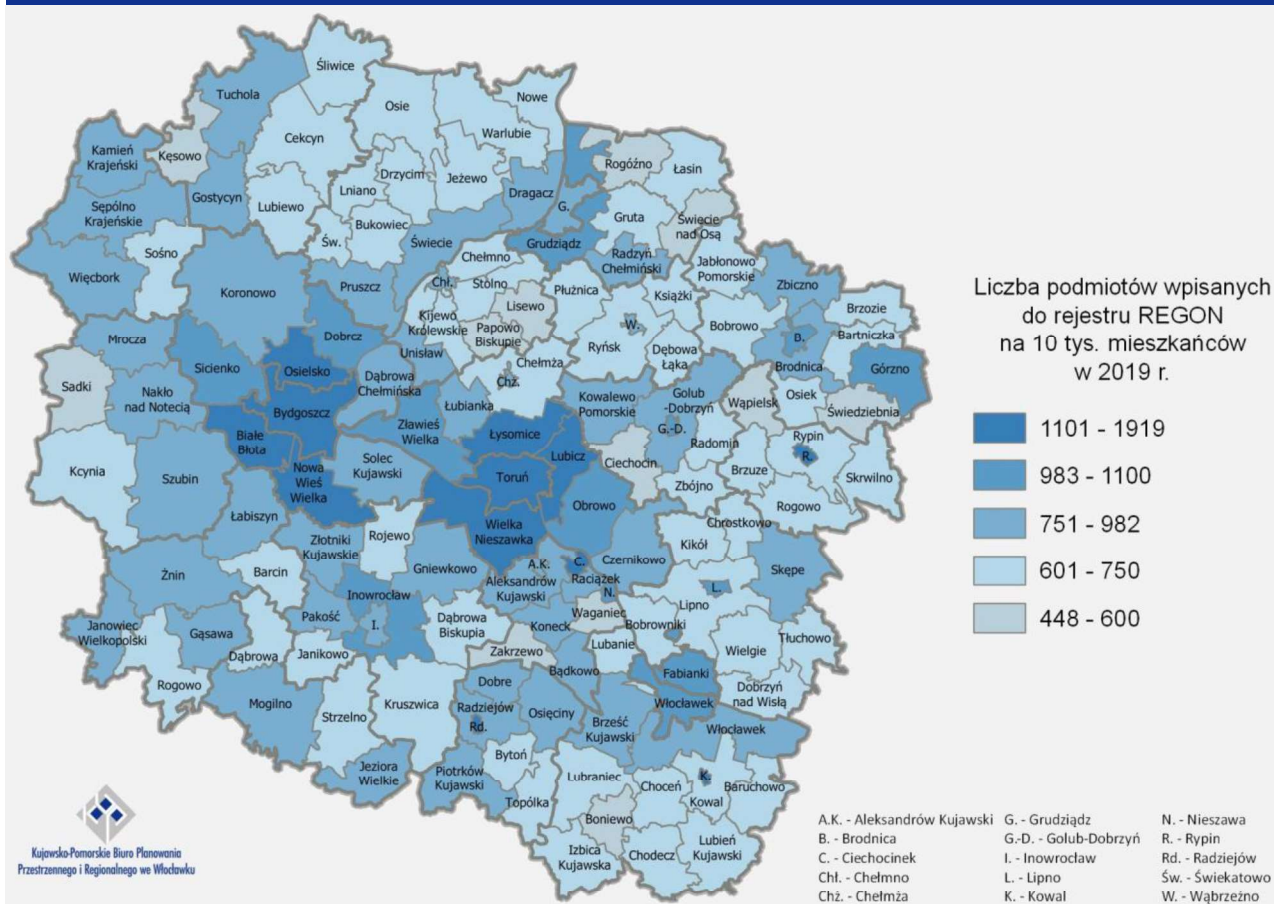 Śliwice
Tuchola
Osie
Nowe
Warlubie
Cekcyn
Kamień
Krajeński
Kęsowo
Rogóźno
Łasin
Drzycim
Jeżewo
Lniano
Dragacz
Gostycyn
Sępólno
Krajeńskie
Lubiewo
G.
Gruta
Bukowiec
Święcie
nad Osą
Św.
Świecie
Grudziądz
Sośno
Radzyń
Chełmiński
Chełmno
Jabłonowo
Pomorskie
Więcbork
Zbiczno
Chł.
Stólno
Płużnica
Książki
Koronowo
Pruszcz
Lisewo
Brzozie
Kijewo
Królewskie
Papowo
Biskupie
W.
Bobrowo
Bartniczka
Mrocza
Dobrcz
B.
Ryńsk
Dębowa
Łąka
Unisław
Chełmża
Brodnica
Górzno
Sicienko
Osielsko
Dąbrowa
Chełmińska
Chż.
Sadki
Nakło
nad Notecią
Golub
-Dobrzyń
Osiek
Kowalewo
Pomorskie
Wąpielsk
Świedziebnia
Bydgoszcz
Łubianka
Zławieś
Wielka
G.-D.
Białe
Błota
Łysomice
Radomin
Rypin
R.
Lubicz
Solec
Kujawski
Ciechocin
Kcynia
Szubin
Nowa
Wieś
Wielka
Toruń
Brzuze
Skrwilno
Zbójno
Obrowo
Rogowo
Łabiszyn
Wielka
Nieszawka
Chrostkowo
Rojewo
Złotniki
Kujawskie
Kikół
A.K.
C.
Czernikowo
Żnin
Barcin
Gniewkowo
Aleksandrów
Kujawski
Raciążek
Skępe
N.
L.
Inowrocław
Waganiec
Lipno
Pakość
Dąbrowa
Biskupia
Janowiec
Wielkopolski
I.
Koneck
Bobrowniki
Gąsawa
Tłuchowo
Lubanie
Dąbrowa
Janikowo
Zakrzewo
Wielgie
Bądkowo
Fabianki
Rogowo
Dobre
Dobrzyń
nad Wisłą
Mogilno
Kruszwica
Włocławek
Radziejów
Osięciny
Strzelno
Rd.
Brześć
Kujawski
Włocławek
Bytoń
Jeziora
Wielkie
Piotrków
Kujawski
Lubraniec
K.
Choceń
Baruchowo
Topólka
Kowal
Boniewo
Izbica
Kujawska
Chodecz
Lubień
Kujawski
Liczba podmiotów wpisanych
do rejestru REGON
na 10 tys. mieszkańców
w 2019 r.
1101 - 1919
983 - 1100
751 - 982
601 - 750
448 - 600
Kujawsko-Pomorskie Biuro Planowania
Przestrzennego i Regionalnego we Włocławku
A.K. - Aleksandrów Kujawski
B. - Brodnica
C. - Ciechocinek
Chł. - Chełmno
Chż. - Chełmża
G. - Grudziądz
G.-D. - Golub-Dobrzyń
I. - Inowrocław
L. - Lipno
K. - Kowal
N. - Nieszawa
R. - Rypin
Rd. - Radziejów
Św. - Świekatowo
W. - Wąbrzeźno